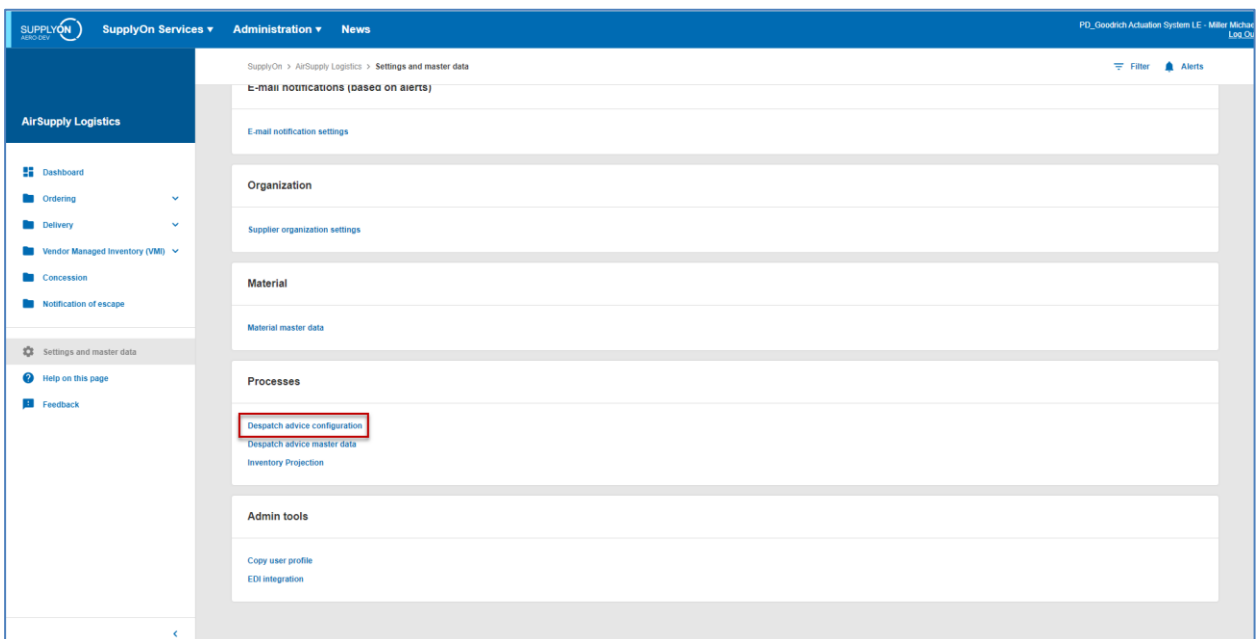 SUPPLYON
AERO-DEV
SupplyOn Services ▾ Administration ▾ News
PD_Goodrich Actuation System LE - Miller Michae
Log Ou
SupplyOn > AirSupply Logistics > Settings and master data
Filter Alerts
AirSupply Logistics
Dashboard
Ordering
Delivery
Vendor Managed Inventory (VMI)
Concession
Notification of escape
Settings and master data
Help on this page
Feedback
E-mail notifications (based on alerts)
E-mail notification settings
Organization
Supplier organization settings
Material
Material master data
Processes
Despatch advice configuration
Despatch advice master data
Inventory Projection
Admin tools
Copy user profile
EDI integration